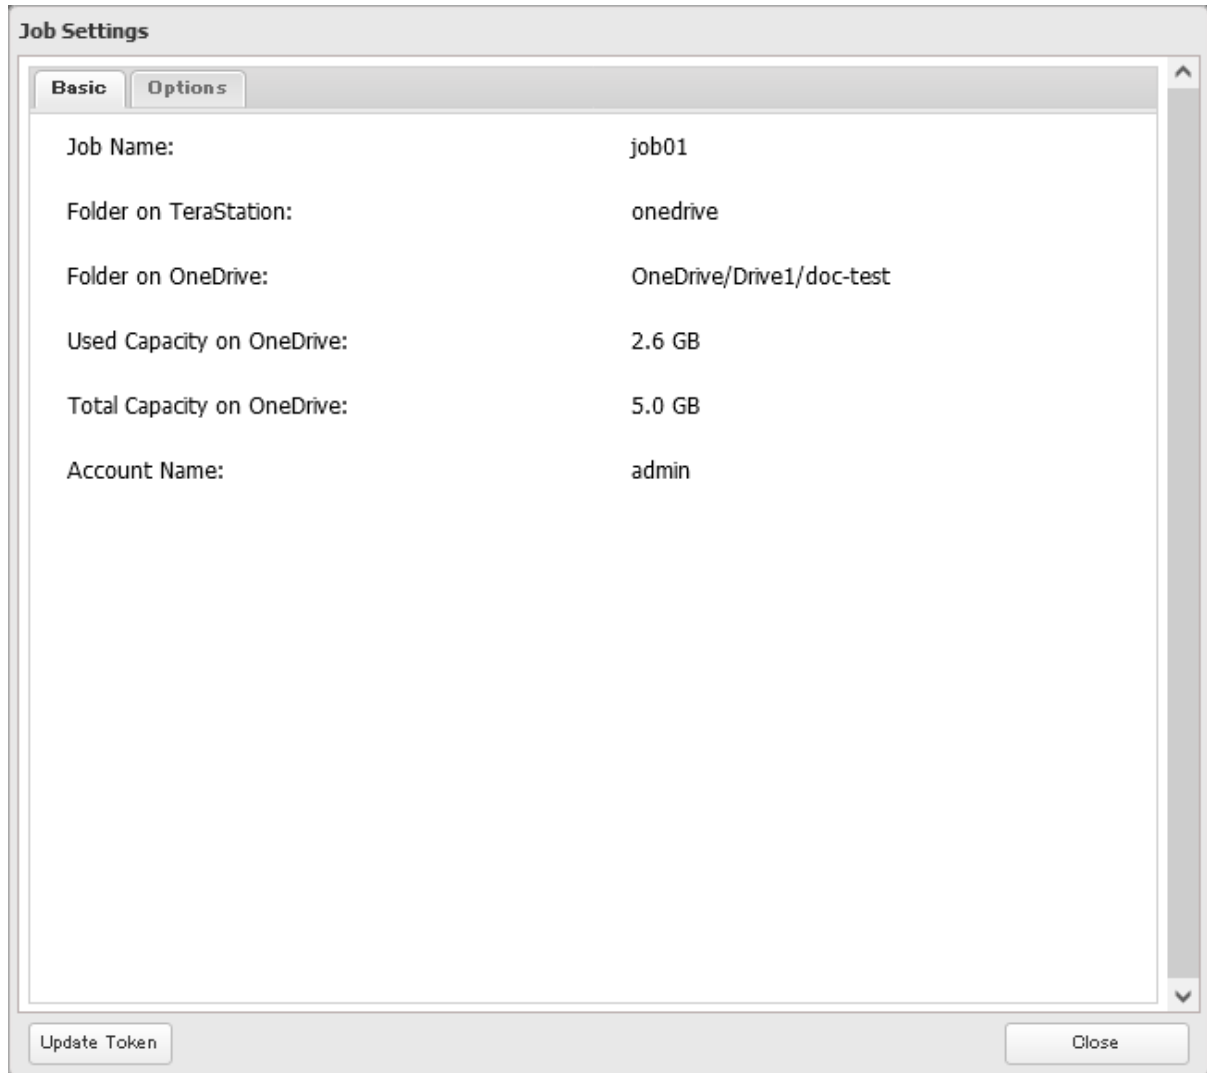 Job Settings
Basic Options
Job Name: job01
Folder on TeraStation: onedrive
Folder on OneDrive: OneDrive/Drive1/doc-test
Used Capacity on OneDrive: 2.6 GB
Total Capacity on OneDrive: 5.0 GB
Account Name: admin
Update Token Close